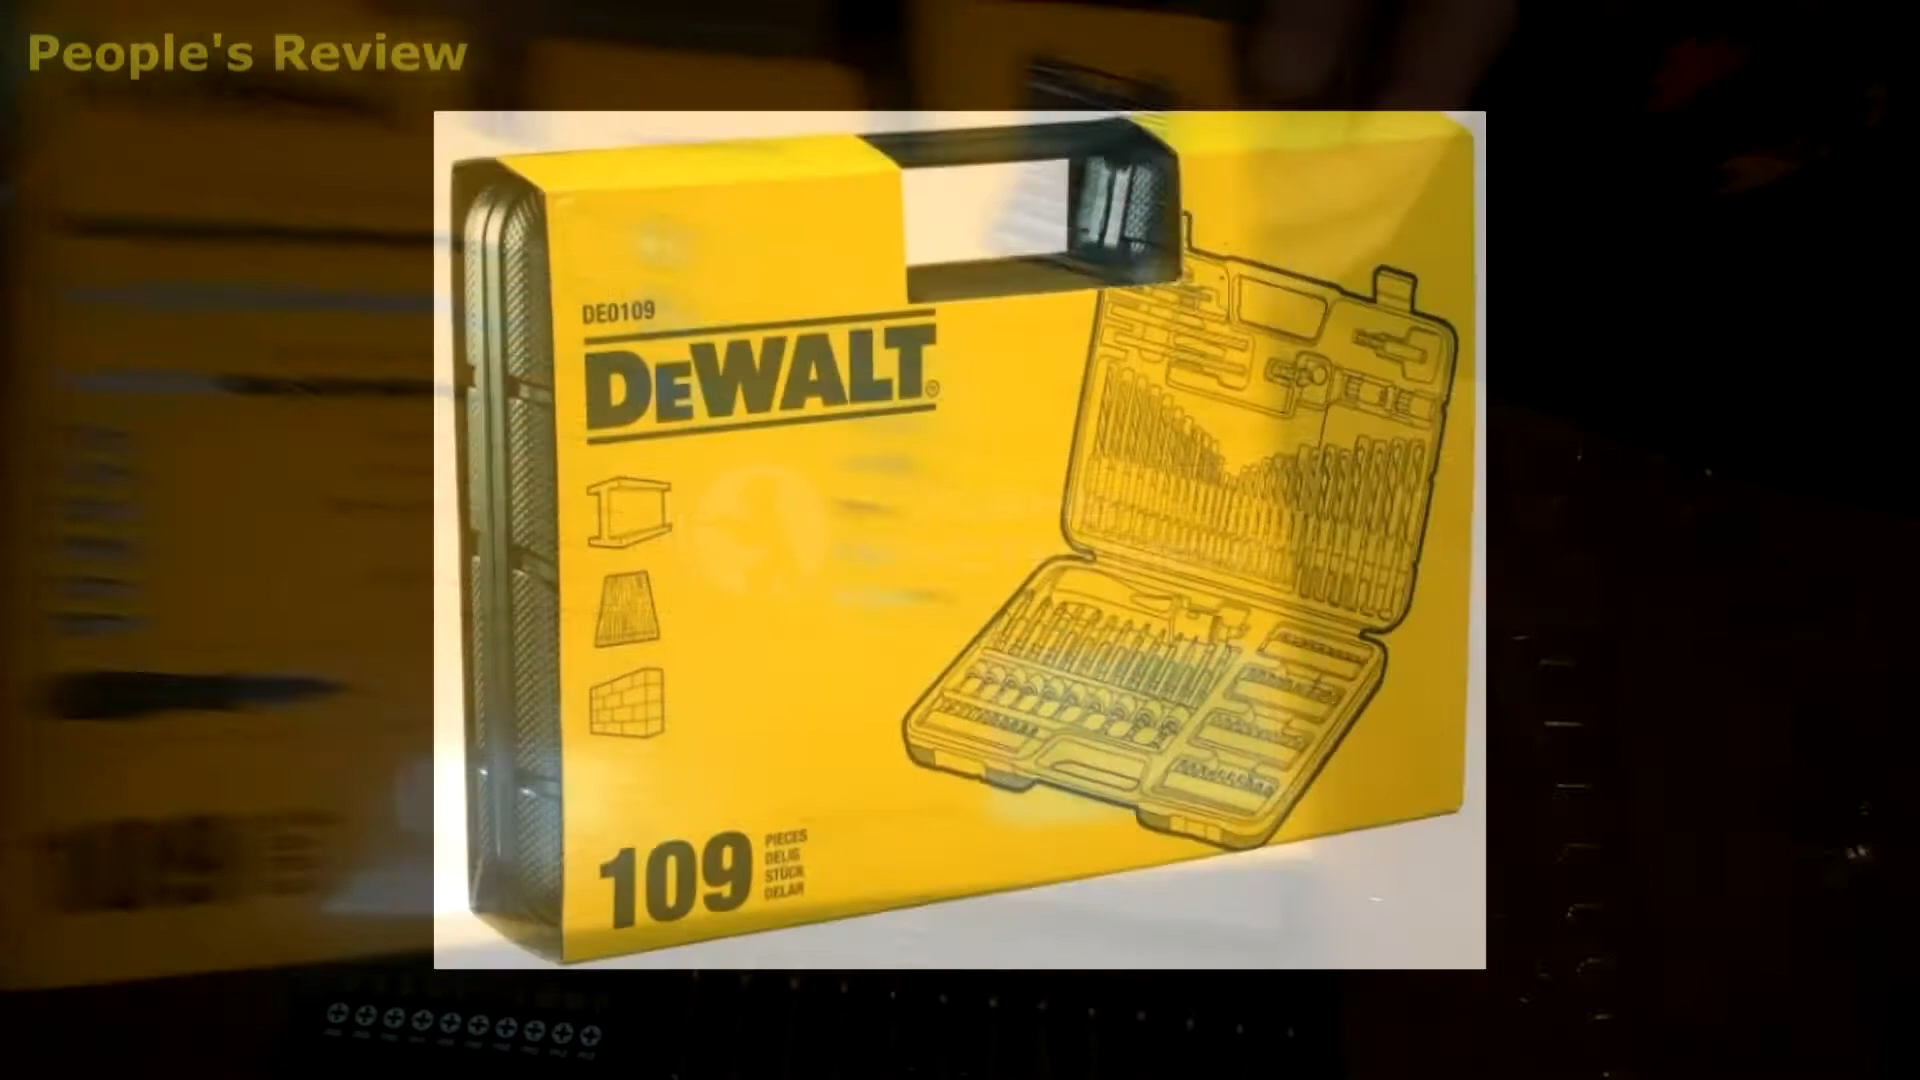 People's Review
DE0109
DEWALT®
109
PIECES
DELIG
STÜCK
DELAR